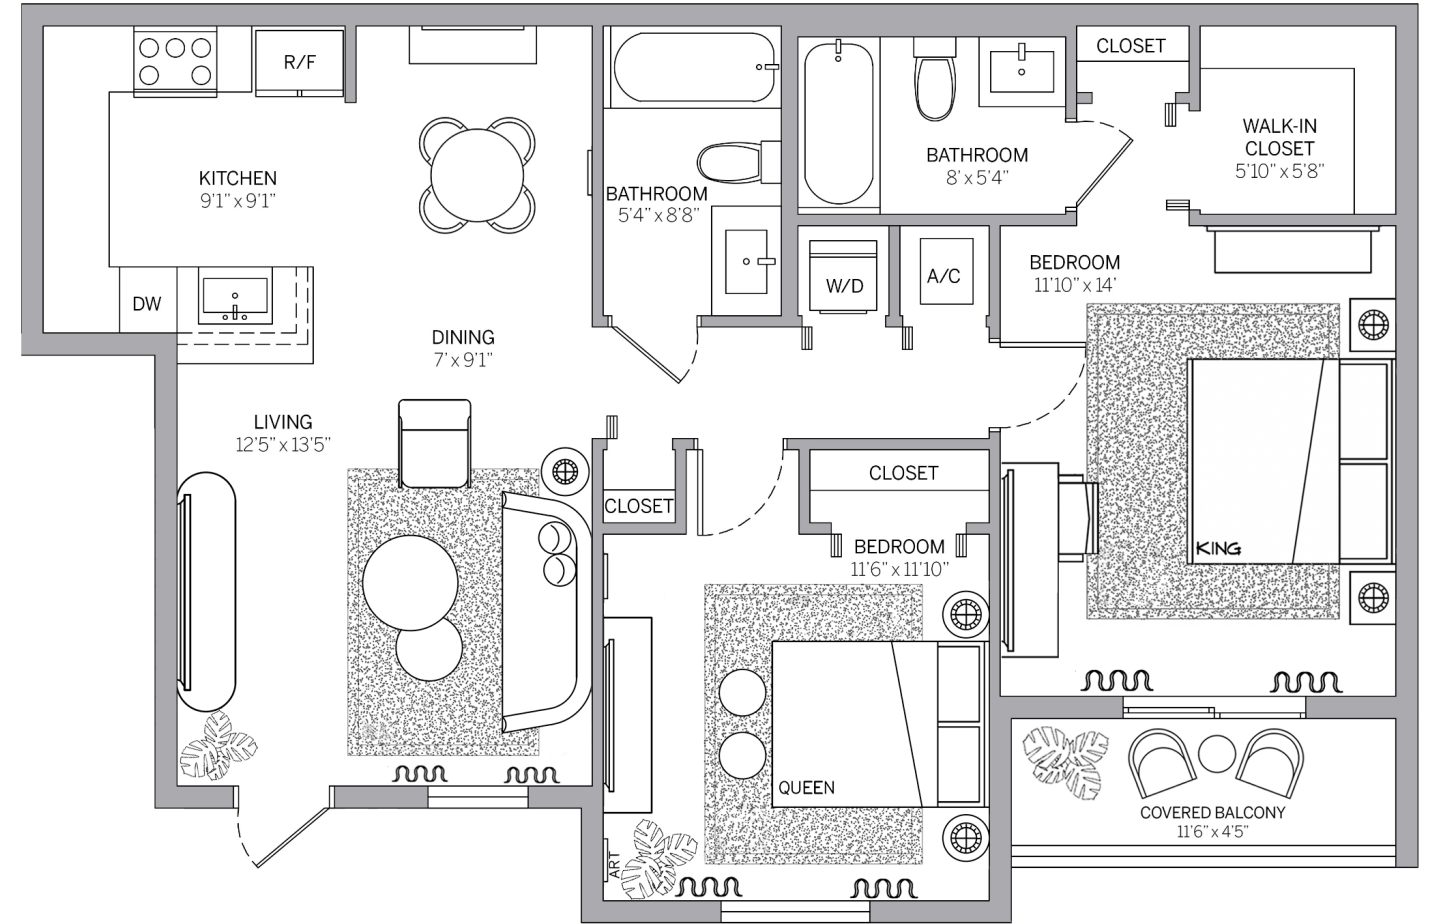 CLOSET
R/F
WALK-IN
CLOSET
5'10" x 5'8"
BATHROOM
8' x 5'4"
KITCHEN
9'1" x 9'1"
BATHROOM
5'4" x 8'8"
BEDROOM
11'10" x 14'
A/C
W/D
DW
DINING
7' x 9'1"
LIVING
12'5" x 13'5"
CLOSET
CLOSET
BEDROOM
11'6" x 11'10"
KING
QUEEN
COVERED BALCONY
11'6" x 4'5"
ART